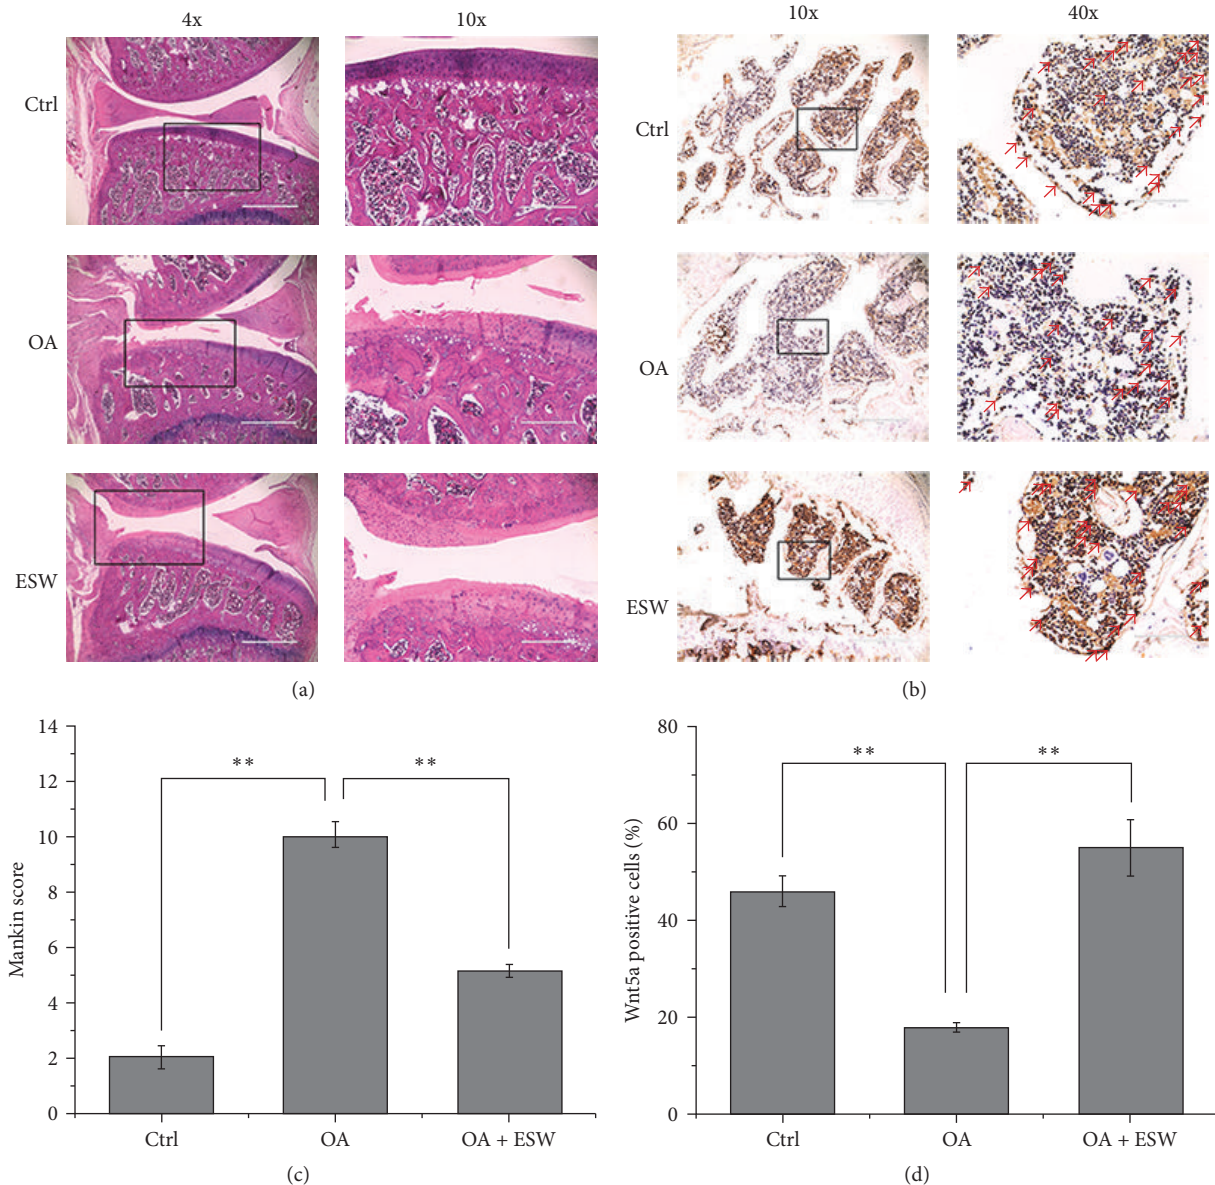 4x 10x
Ctrl
OA
ESW
(a)
10x 40x
Ctrl
OA
ESW
(b)
Mankin score
14
12
10
8
6
4
2
0
** **
Ctrl OA OA + ESW
(c)
Wnt5a positive cells (%)
80
60
40
20
0
** **
Ctrl OA OA + ESW
(d)